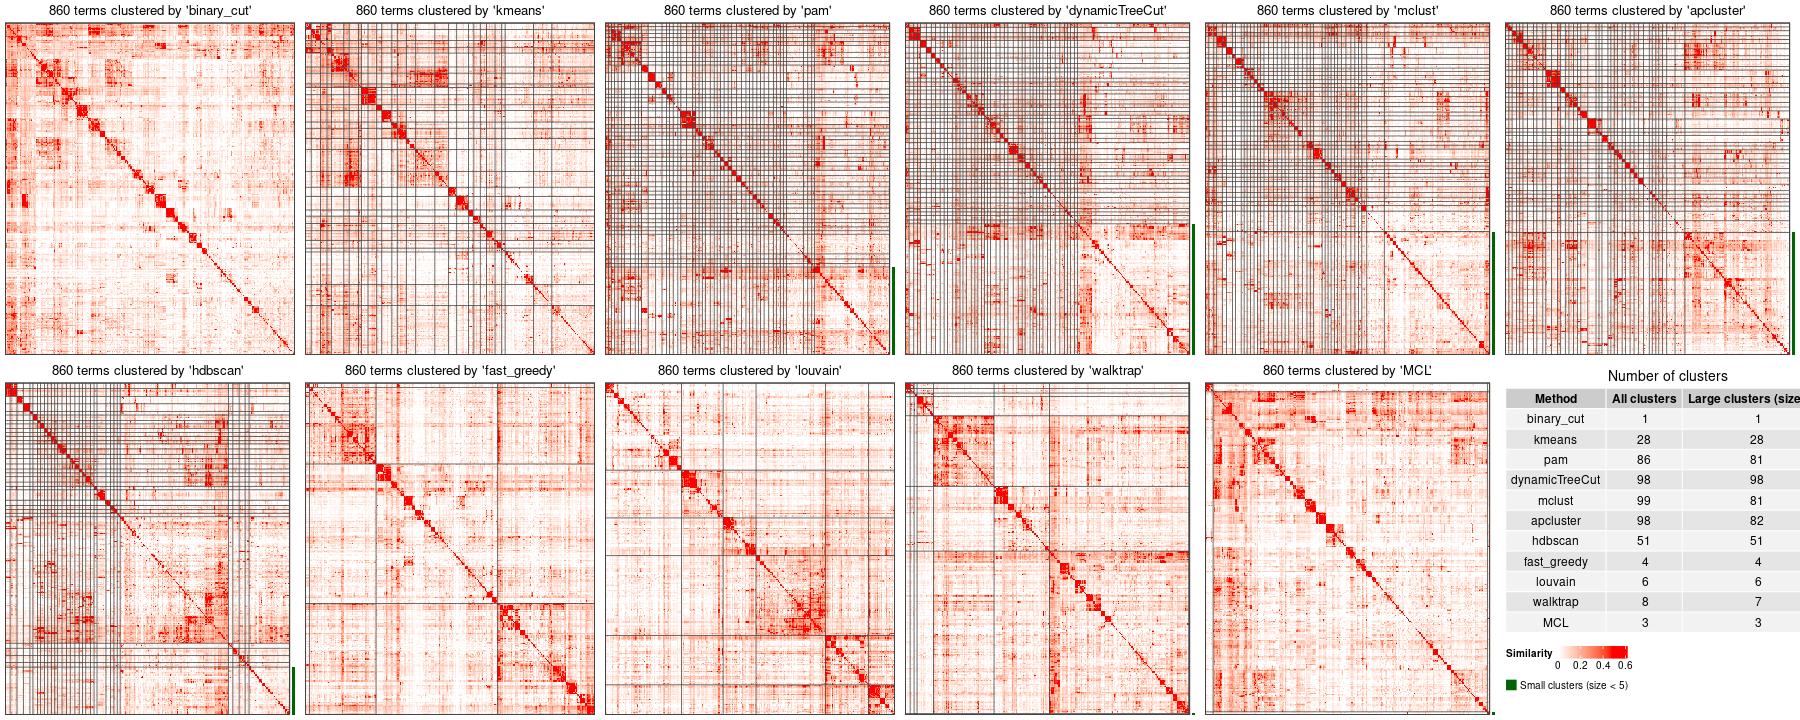 860 terms clustered by 'binary_cut'
860 terms clustered by 'kmeans'
860 terms clustered by 'pam'
860 terms clustered by 'dynamicTreeCut'
860 terms clustered by 'mclust'
860 terms clustered by 'apcluster'
860 terms clustered by 'hdbscan'
860 terms clustered by 'fast_greedy'
860 terms clustered by 'louvain'
860 terms clustered by 'walktrap'
860 terms clustered by 'MCL'
Number of clusters
Method All clusters Large clusters (size
binary_cut 1 1
kmeans 28 28
pam 86 81
dynamicTreeCut 98 98
mclust 99 81
apcluster 98 82
hdbscan 51 51
fast_greedy 4 4
louvain 6 6
walktrap 8 7
MCL 3 3
Similarity
0 0.2 0.4 0.6
Small clusters (size < 5)